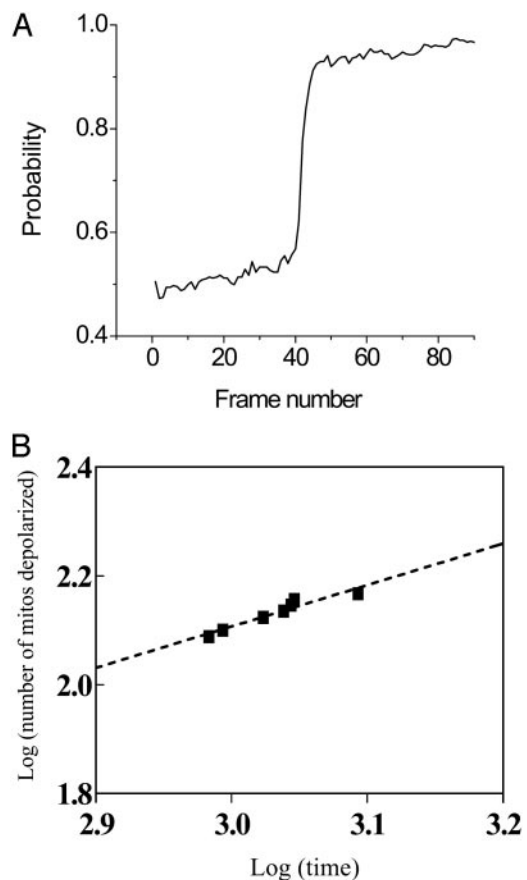 A
1.0
0.8
0.6
0.4
Probability
0 20 40 60 80
Frame number
B
2.4
2.2
2.0
1.8
Log (number of mitos depolarized)
2.9 3.0 3.1 3.2
Log (time)